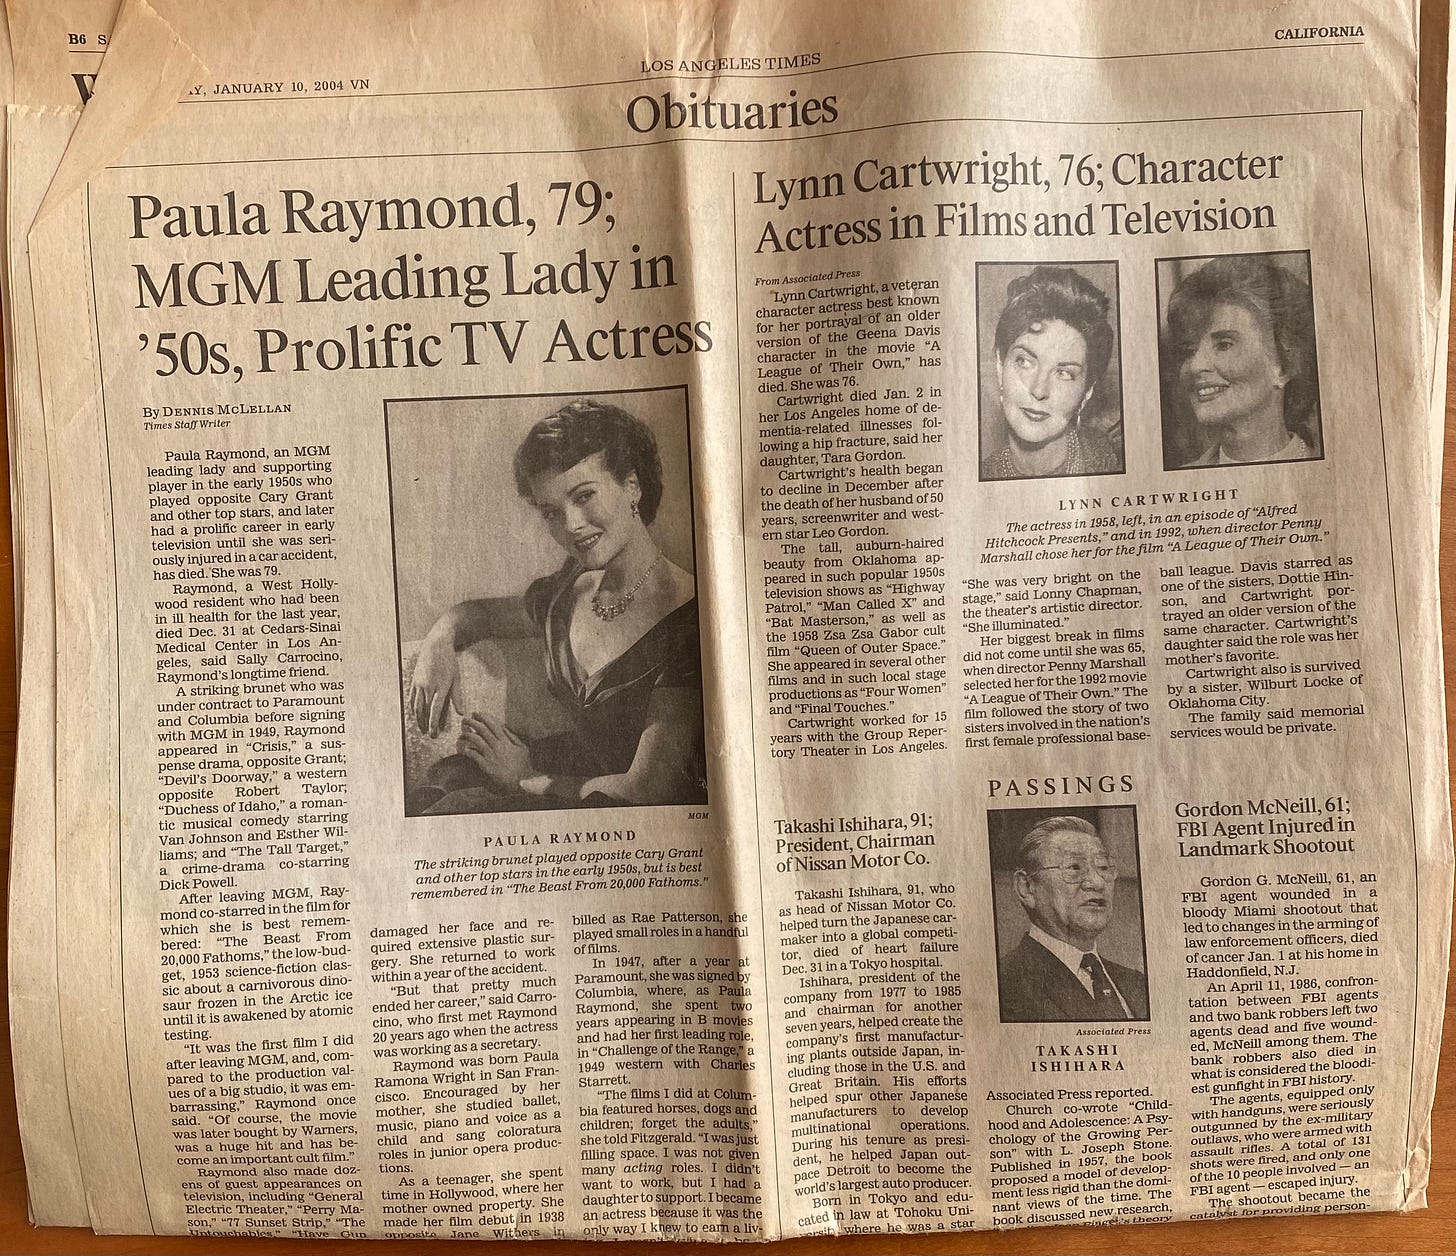 B6 S
CALIFORNIA
LOS ANGELES TIMES
Y, JANUARY 10, 2004 VN
Obituaries
Paula Raymond, 79;
MGM Leading Lady in
’50s, Prolific TV Actress
By DENNIS MCLELLAN
Times Staff Writer
Paula Raymond, an MGM
leading lady and supporting
player in the early 1950s who
played opposite Cary Grant
and other top stars, and later
had a prolific career in early
television until she was seri-
ously injured in a car accident,
has died. She was 79.
Raymond, a West Holly-
wood resident who had been
in ill health for the last year,
died Dec. 31 at Cedars-Sinai
Medical Center in Los An-
geles, said Sally Carrocino,
Raymond's longtime friend.
A striking brunet who was
under contract to Paramount
and Columbia before signing
with MGM in 1949, Raymond
appeared in “Crisis,” a sus-
pense drama, opposite Grant;
“Devil's Doorway,” a western
opposite Robert Taylor;
“Duchess of Idaho,” a roman-
tic musical comedy starring
Van Johnson and Esther Wil-
liams; and “The Tall Target,”
a crime-drama co-starring
Dick Powell.
After leaving MGM, Ray-
mond co-starred in the film for
which she is best remem-
bered: “The Beast From
20,000 Fathoms,” the low-bud-
get, 1953 science-fiction clas-
sic about a carnivorous dino-
saur frozen in the Arctic ice
until it is awakened by atomic
testing.
“It was the first film I did
after leaving MGM, and, com-
pared to the production val-
ues of a big studio, it was em-
barrassing,” Raymond once
said. “Of course, the movie
was later bought by Warners,
was a huge hit and has be-
come an important cult film.”
Raymond also made doz-
ens of guest appearances on
television, including “General
Electric Theater,” “Perry Ma-
son,” “77 Sunset Strip,” “The
Untouchables,” “Have Gun
MGM
PAULA RAYMOND
The striking brunet played opposite Cary Grant
and other top stars in the early 1950s, but is best
remembered in “The Beast From 20,000 Fathoms.”
damaged her face and re-
quired extensive plastic sur-
gery. She returned to work
within a year of the accident.
“But that pretty much
ended her career,” said Carro-
cino, who first met Raymond
20 years ago when the actress
was working as a secretary.
Raymond was born Paula
Ramona Wright in San Fran-
cisco. Encouraged by her
mother, she studied ballet,
music, piano and voice as a
child and sang coloratura
roles in junior opera produc-
tions.
As a teenager, she spent
time in Hollywood, where her
mother owned property. She
made her film debut in 1938
opposite Jane Withers in
billed as Rae Patterson, she
played small roles in a handful
of films.
In 1947, after a year at
Paramount, she was signed by
Columbia, where, as Paula
Raymond, she spent two
years appearing in B movies
and had her first leading role,
in “Challenge of the Range,” a
1949 western with Charles
Starrett.
“The films I did at Colum-
bia featured horses, dogs and
children; forget the adults,”
she told Fitzgerald. “I was just
filling space. I was not given
many acting roles. I didn't
want to work, but I had a
daughter to support. I became
an actress because it was the
only way I knew to earn a liv-
Lynn Cartwright, 76; Character
Actress in Films and Television
From Associated Press
Lynn Cartwright, a veteran
character actress best known
for her portrayal of an older
version of the Geena Davis
character in the movie “A
League of Their Own,” has
died. She was 76.
Cartwright died Jan. 2 in
her Los Angeles home of de-
mentia-related illnesses fol-
lowing a hip fracture, said her
daughter, Tara Gordon.
Cartwright's health began
to decline in December after
the death of her husband of 50
years, screenwriter and west-
ern star Leo Gordon.
The tall, auburn-haired
beauty from Oklahoma ap-
peared in such popular 1950s
television shows as “Highway
Patrol,” “Man Called X” and
“Bat Masterson,” as well as
the 1958 Zsa Zsa Gabor cult
film “Queen of Outer Space.”
She appeared in several other
films and in such local stage
productions as “Four Women”
and “Final Touches.”
Cartwright worked for 15
years with the Group Reper-
tory Theater in Los Angeles.
LYNN CARTWRIGHT
The actress in 1958, left, in an episode of “Alfred
Hitchcock Presents,” and in 1992, when director Penny
Marshall chose her for the film “A League of Their Own.”
“She was very bright on the
stage,” said Lonny Chapman,
the theater's artistic director.
“She illuminated.”
Her biggest break in films
did not come until she was 65,
when director Penny Marshall
selected her for the 1992 movie
“A League of Their Own.” The
film followed the story of two
sisters involved in the nation's
first female professional base-
ball league. Davis starred as
one of the sisters, Dottie Hin-
son, and Cartwright por-
trayed an older version of the
same character. Cartwright's
daughter said the role was her
mother's favorite.
Cartwright also is survived
by a sister, Wilburt Locke of
Oklahoma City.
The family said memorial
services would be private.
PASSINGS
Takashi Ishihara, 91;
President, Chairman
of Nissan Motor Co.
Takashi Ishihara, 91, who
as head of Nissan Motor Co.
helped turn the Japanese car-
maker into a global competi-
tor, died of heart failure
Dec. 31 in a Tokyo hospital.
Ishihara, president of the
company from 1977 to 1985
and chairman for another
seven years, helped create the
company's first manufactur-
ing plants outside Japan, in-
cluding those in the U.S. and
Great Britain. His efforts
helped spur other Japanese
manufacturers to develop
multinational operations.
During his tenure as presi-
dent, he helped Japan out-
pace Detroit to become the
world's largest auto producer.
Born in Tokyo and edu-
cated in law at Tohoku Uni-
versity, where he was a star
Associated Press
TAKASHI
ISHIHARA
Associated Press reported.
Church co-wrote “Child-
hood and Adolescence: A Psy-
chology of the Growing Per-
son” with L. Joseph Stone.
Published in 1957, the book
proposed a model of develop-
ment less rigid than the domi-
nant views of the time. The
book discussed new research,
Piaget's theory
Gordon McNeill, 61;
FBI Agent Injured in
Landmark Shootout
Gordon G. McNeill, 61, an
FBI agent wounded in a
bloody Miami shootout that
led to changes in the arming of
law enforcement officers, died
of cancer Jan. 1 at his home in
Haddonfield, N.J.
An April 11, 1986, confron-
tation between FBI agents
and two bank robbers left two
agents dead and five wound-
ed, McNeill among them. The
bank robbers also died in
what is considered the bloodi-
est gunfight in FBI history.
The agents, equipped only
with handguns, were seriously
outgunned by the ex-military
outlaws, who were armed with
assault rifles. A total of 131
shots were fired, and only one
of the 10 people involved — an
FBI agent — escaped injury.
The shootout became the
catalyst for providing person-